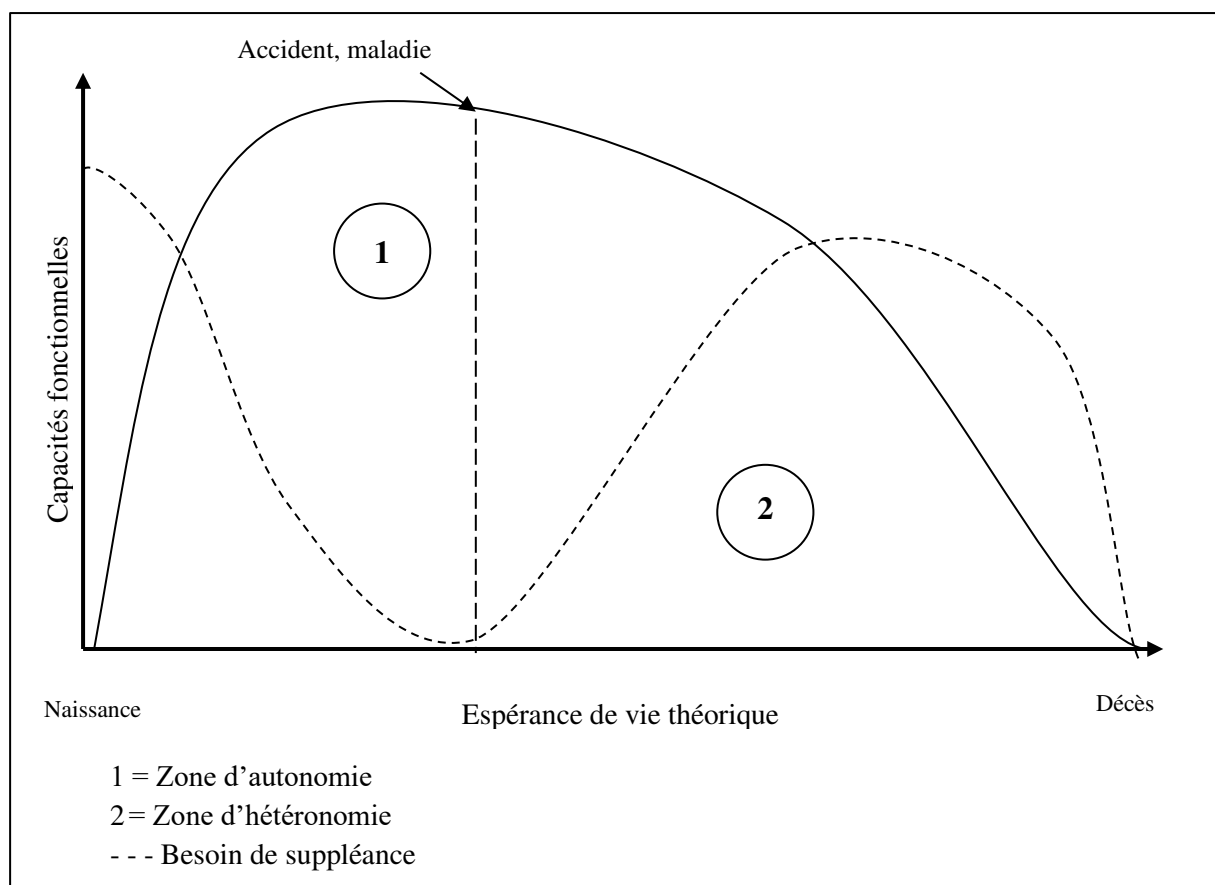 Accident, maladie
Capacités fonctionnelles
1
2
Naissance
Espérance de vie théorique
Décès
1 = Zone d’autonomie
2 = Zone d’hétéronomie
- - - Besoin de suppléance